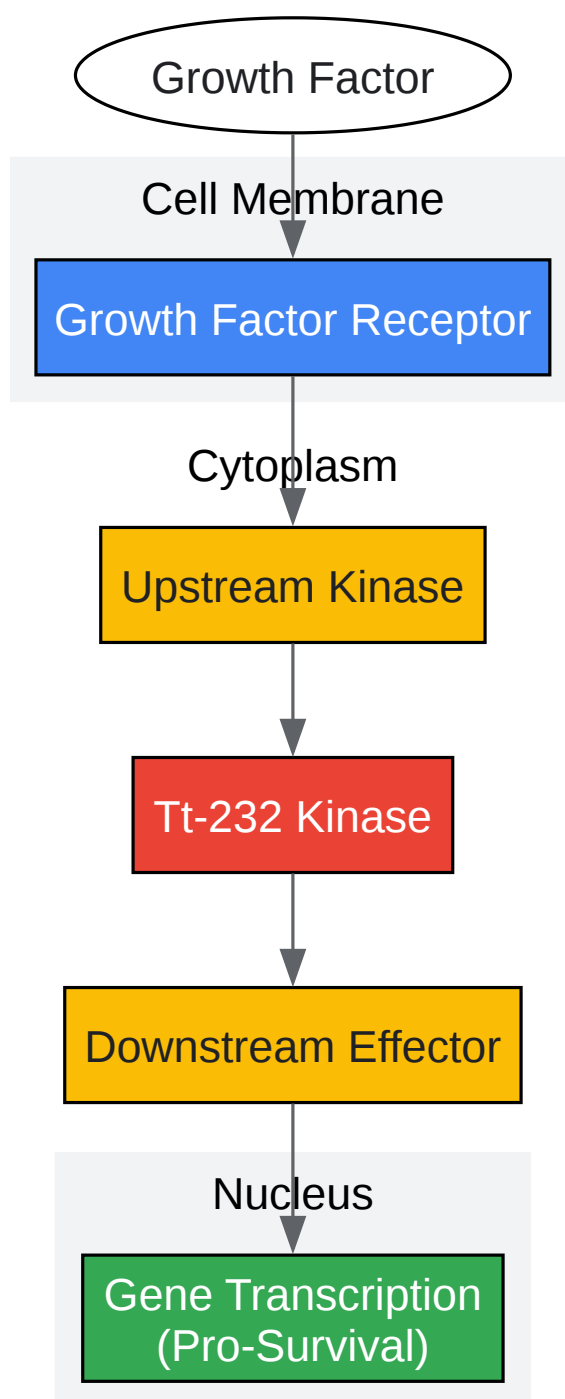 Growth Factor
Cell Membrane
Growth Factor Receptor
Cytoplasm
Upstream Kinase
Tt-232 Kinase
Downstream Effector
Nucleus
Gene Transcription
(Pro-Survival)